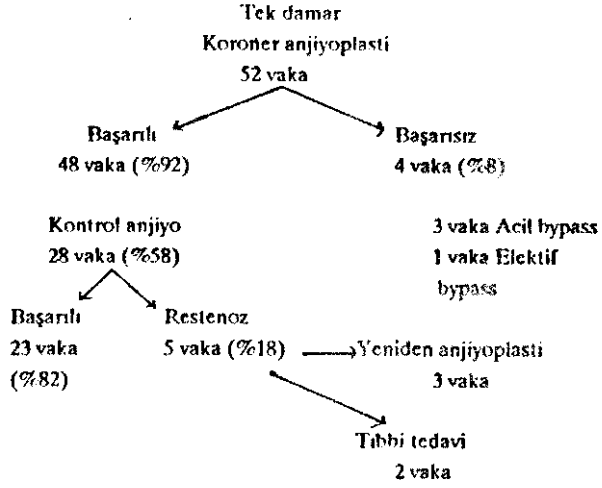 Tek damar
Koroner anjiyoplasti
52 vaka
Başarılı
48 vaka (%92)
Başarısız
4 vaka (%8)
Kontrol anjiyo
28 vaka (%58)
3 vaka Acil bypass
1 vaka Elektif
bypass
Başarılı
23 vaka
(%82)
Restenoz
5 vaka (%18)
Yeniden anjiyoplasti
3 vaka
Tıbbi tedavi
2 vaka